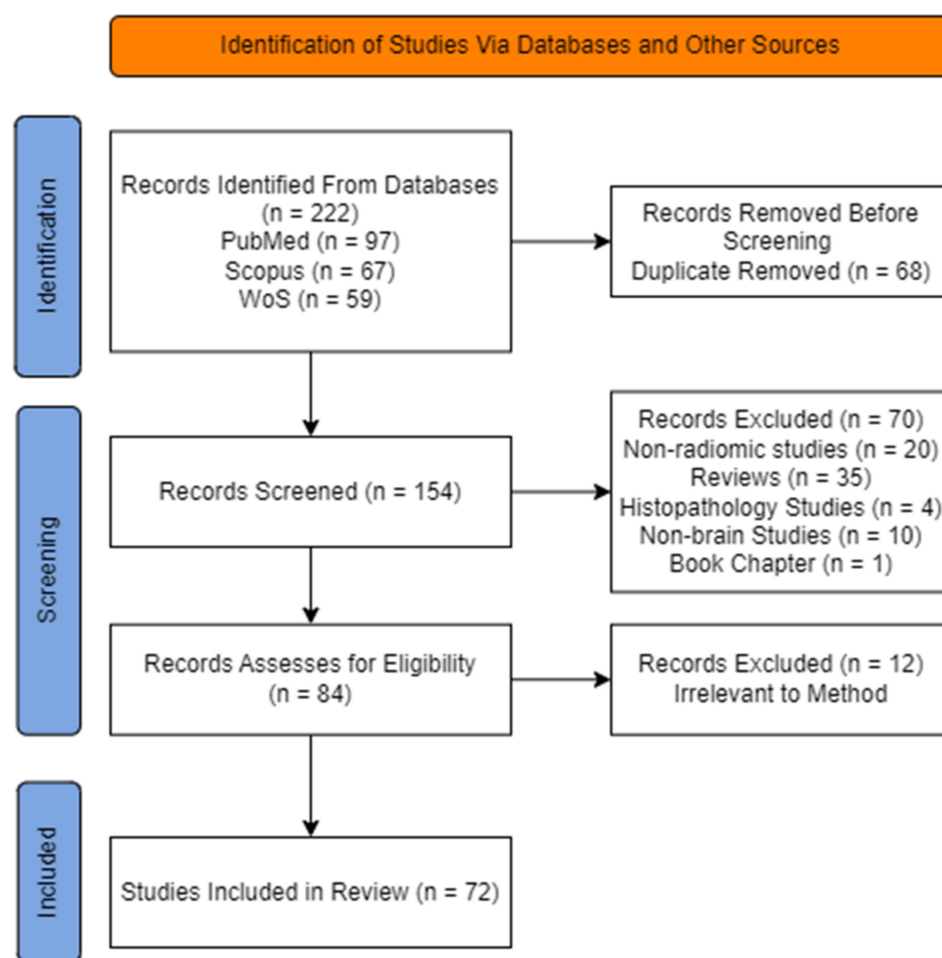 Identification of Studies Via Databases and Other Sources
Identification
Records Identified From Databases
(n = 222)
PubMed (n = 97)
Scopus (n = 67)
WoS (n = 59)
Records Removed Before
Screening
Duplicate Removed (n = 68)
Screening
Records Screened (n = 154)
Records Excluded (n = 70)
Non-radiomic studies (n = 20)
Reviews (n = 35)
Histopathology Studies (n = 4)
Non-brain Studies (n = 10)
Book Chapter (n = 1)
Records Assesses for Eligibility
(n = 84)
Records Excluded (n = 12)
Irrelevant to Method
Included
Studies Included in Review (n = 72)